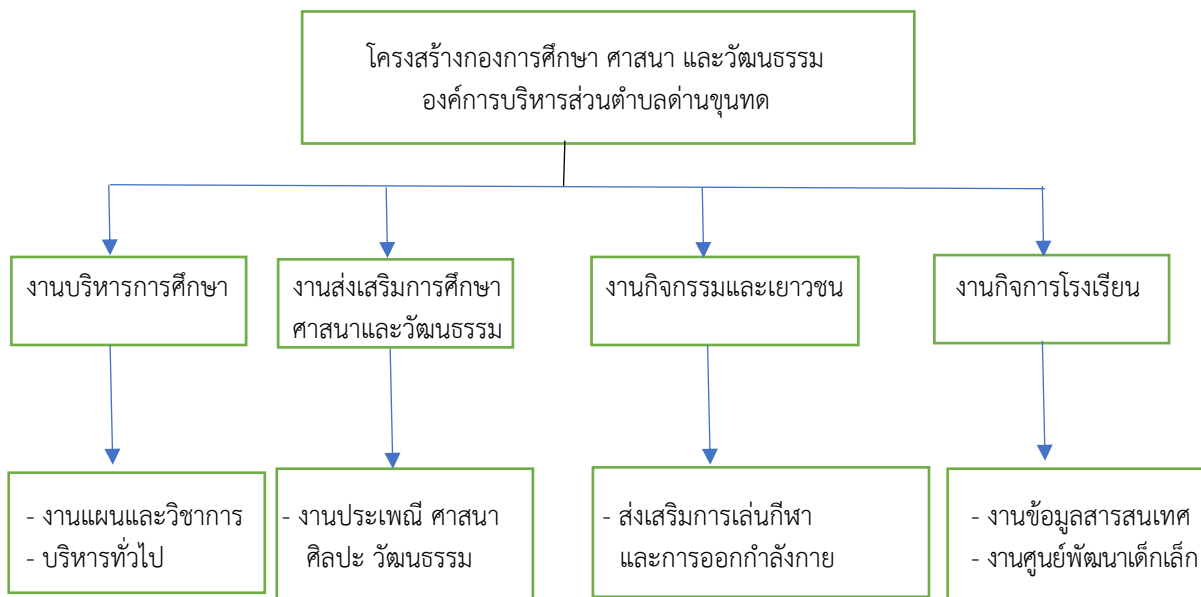 โครงสร้างกองการศึกษา ศาสนา และวัฒนธรรม
องค์การบริหารส่วนตำบลด่านขุนทด
งานบริหารการศึกษา
งานส่งเสริมการศึกษา
ศาสนาและวัฒนธรรม
งานกิจกรรมและเยาวชน
งานกิจการโรงเรียน
- งานแผนและวิชาการ
- บริหารทั่วไป
- งานประเพณี ศาสนา
ศิลปะ วัฒนธรรม
- ส่งเสริมการเล่นกีฬา
และการออกกำลังกาย
- งานข้อมูลสารสนเทศ
- งานศูนย์พัฒนาเด็กเล็ก